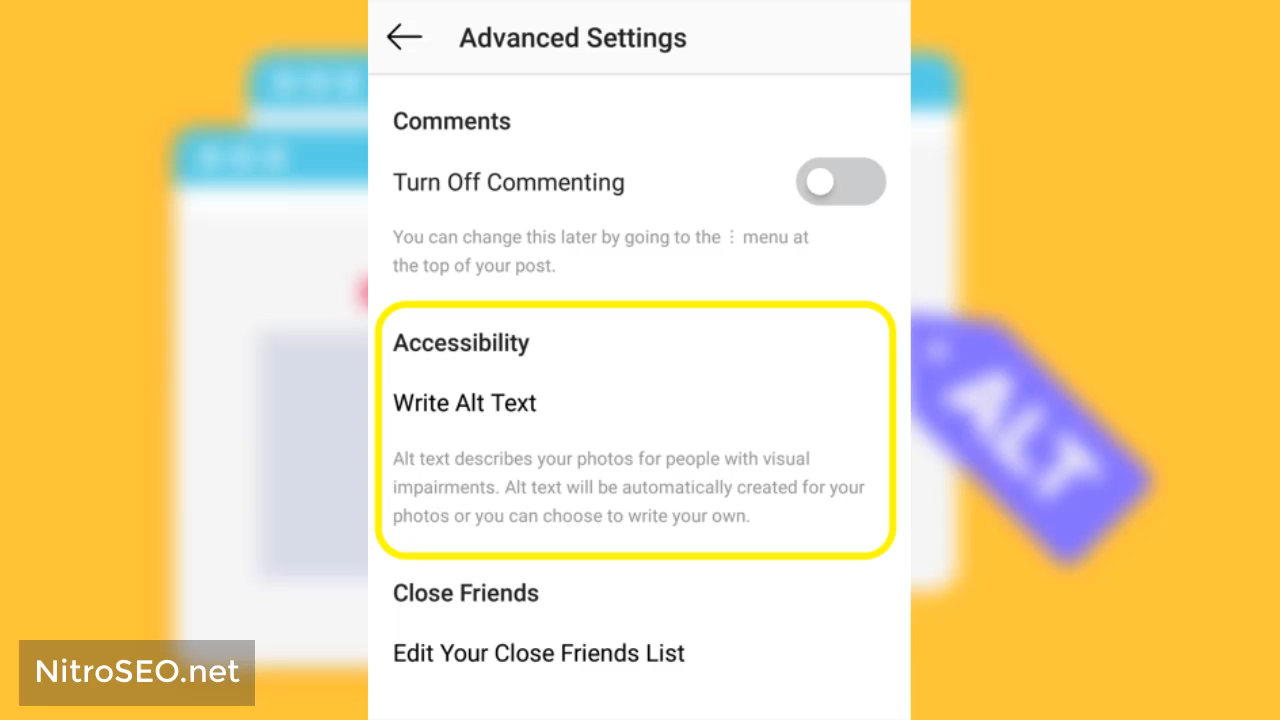 Advanced Settings
Comments
Turn Off Commenting
You can change this later by going to the ⋮ menu at
the top of your post.
Accessibility
Write Alt Text
Alt text describes your photos for people with visual
impairments. Alt text will be automatically created for your
photos or you can choose to write your own.
ALT
Close Friends
Edit Your Close Friends List
NitroSEO.net